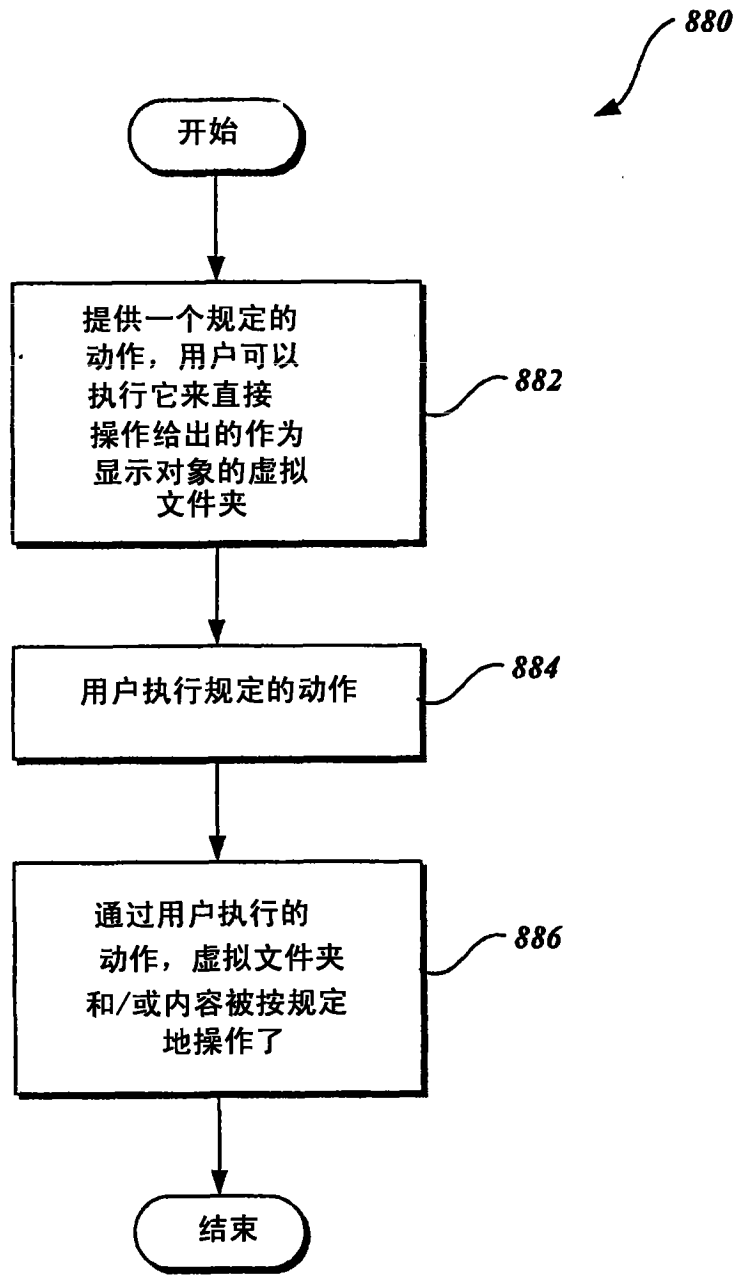 880
开始
提供一个规定的
动作，用户可以
执行它来直接
操作给出的作为
显示对象的虚拟
文件夹
882
用户执行规定的动作
884
通过用户执行的
动作，虚拟文件夹
和/或内容被按规定
地操作了
886
结束